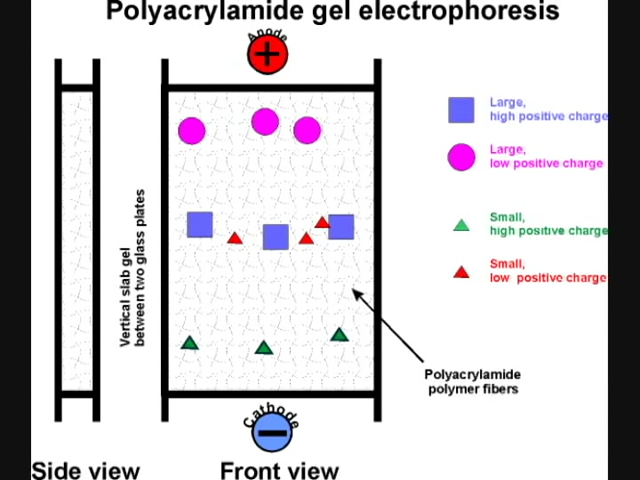 Polyacrylamide gel electrophoresis
Anode
+
Large,
high positive charge
Large,
low positive charge
Small,
high positive charge
Small,
low positive charge
Vertical slab gel
between two glass plates
Polyacrylamide
polymer fibers
Cathode
−
Side view
Front view